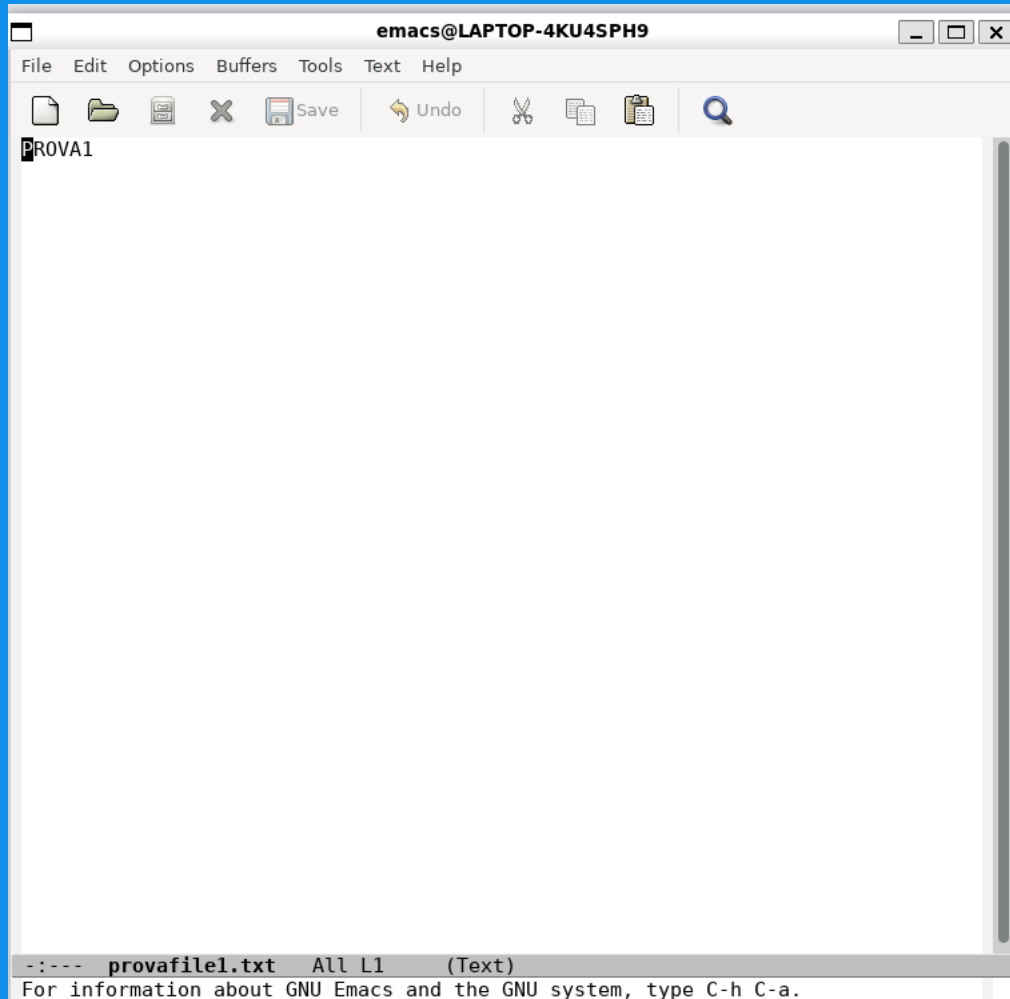 emacs@LAPTOP-4KU4SPH9
File Edit Options Buffers Tools Text Help
Save Undo
PROVA1
-:--- provafile1.txt All L1 (Text)
For information about GNU Emacs and the GNU system, type C-h C-a.